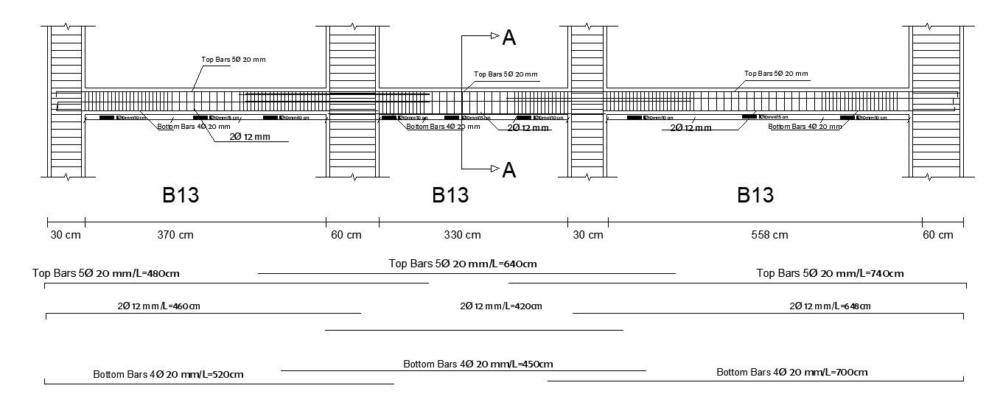 A
Top Bars 5Ø 20 mm
Top Bars 5Ø 20 mm
Top Bars 5Ø 20 mm
Bottom Bars 4Ø 20 mm
2Ø 12 mm
Bottom Bars 4Ø 20 mm
2Ø 12 mm
2Ø 12 mm
Bottom Bars 4Ø 20 mm
A
B13
B13
B13
30 cm
370 cm
60 cm
330 cm
30 cm
558 cm
60 cm
Top Bars 5Ø 20 mm/L=640cm
Top Bars 5Ø 20 mm/L=480cm
Top Bars 5Ø 20 mm/L=740cm
2Ø 12 mm/L=460cm
2Ø 12 mm/L=420cm
2Ø 12 mm/L=648cm
Bottom Bars 4Ø 20 mm/L=450cm
Bottom Bars 4Ø 20 mm/L=520cm
Bottom Bars 4Ø 20 mm/L=700cm